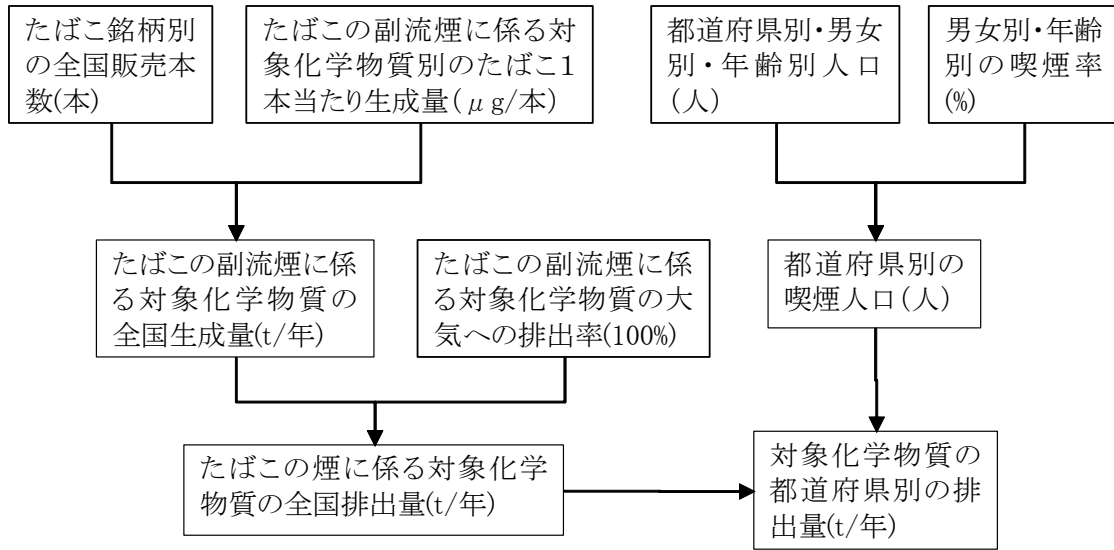 たばこ銘柄別
の全国販売本
数(本)
たばこの副流煙に係る対
象化学物質別のたばこ1
本当たり生成量(μg/本)
都道府県別・男女
別・年齢別人口
(人)
男女別・年齢
別の喫煙率
(%)
たばこの副流煙に係
る対象化学物質の
全国生成量(t/年)
たばこの副流煙に係
る対象化学物質の大
気への排出率(100%)
都道府県別の
喫煙人口(人)
たばこの煙に係る対象化学
物質の全国排出量(t/年)
対象化学物質の
都道府県別の排
出量(t/年)